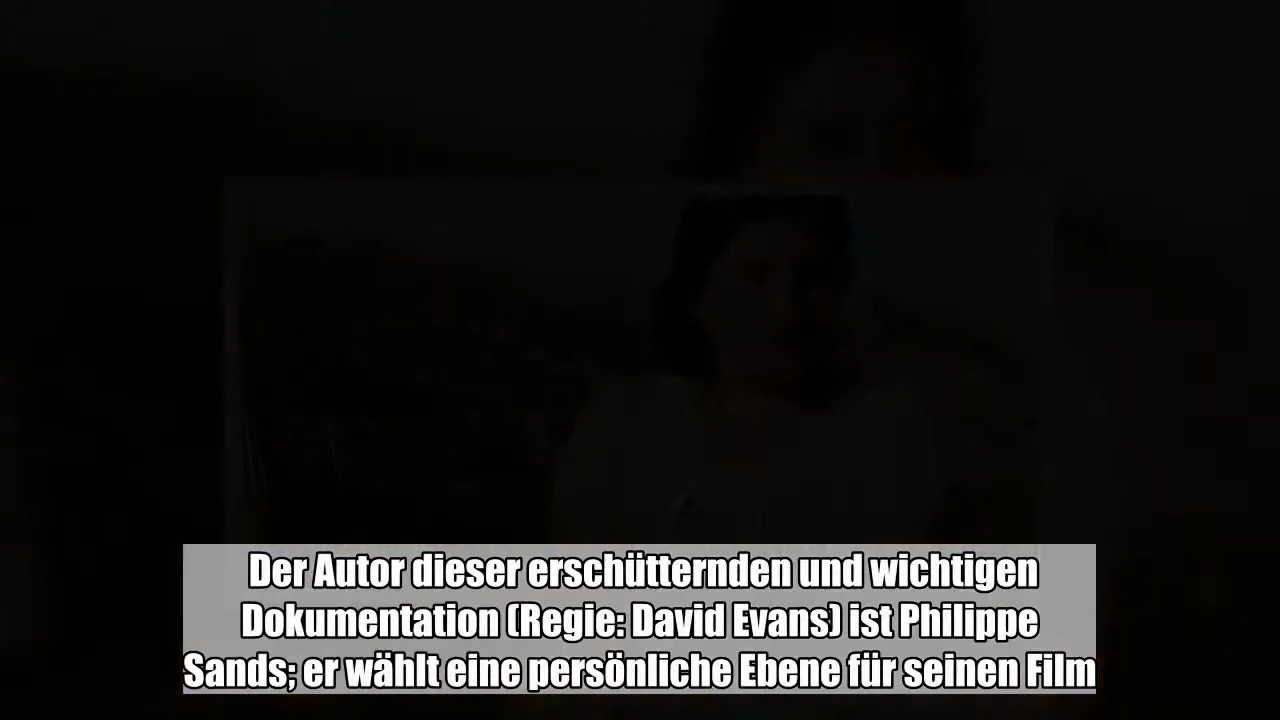 Der Autor dieser erschütternden und wichtigen
Dokumentation (Regie: David Evans) ist Philippe
Sands; er wählt eine persönliche Ebene für seinen Film